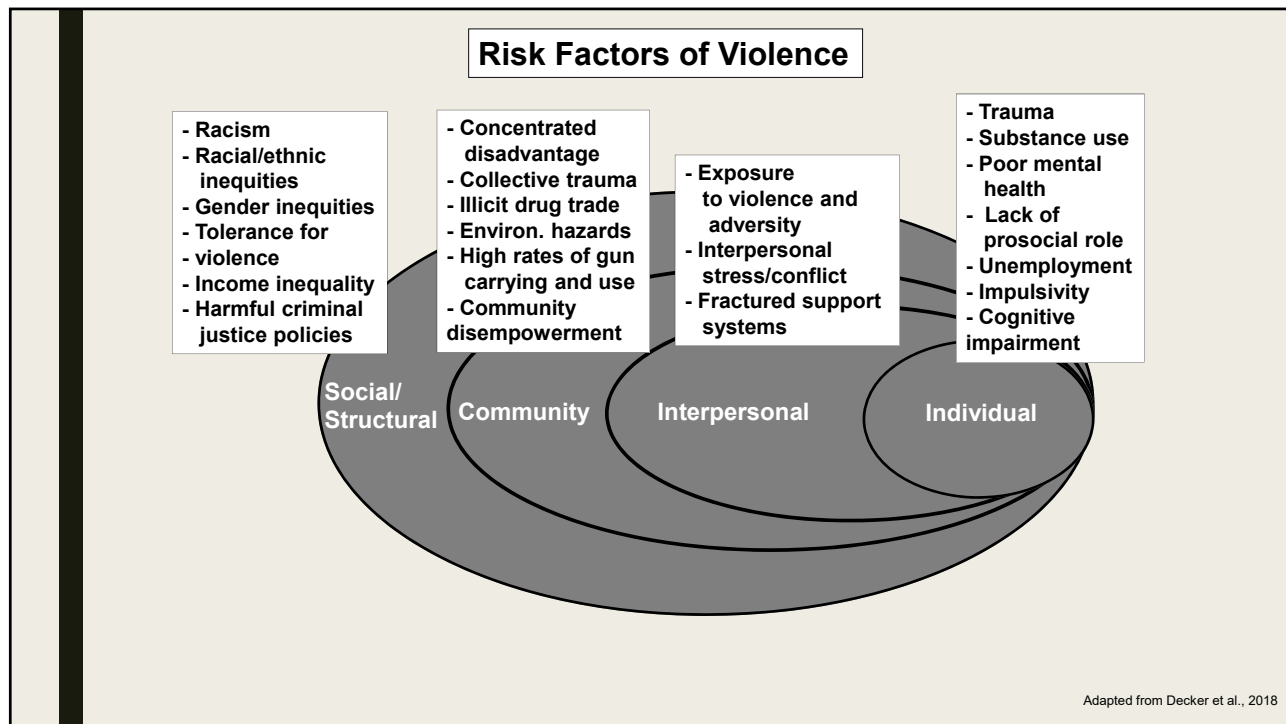 Risk Factors of Violence
- Racism
- Racial/ethnic
inequities
- Gender inequities
- Tolerance for
- violence
- Income inequality
- Harmful criminal
justice policies
- Concentrated
disadvantage
- Collective trauma
- Illicit drug trade
- Environ. hazards
- High rates of gun
carrying and use
- Community
disempowerment
- Exposure
to violence and
adversity
- Interpersonal
stress/conflict
- Fractured support
systems
- Trauma
- Substance use
- Poor mental
health
- Lack of
prosocial role
- Unemployment
- Impulsivity
- Cognitive
impairment
Social/
Structural
Community
Interpersonal
Individual
Adapted from Decker et al., 2018